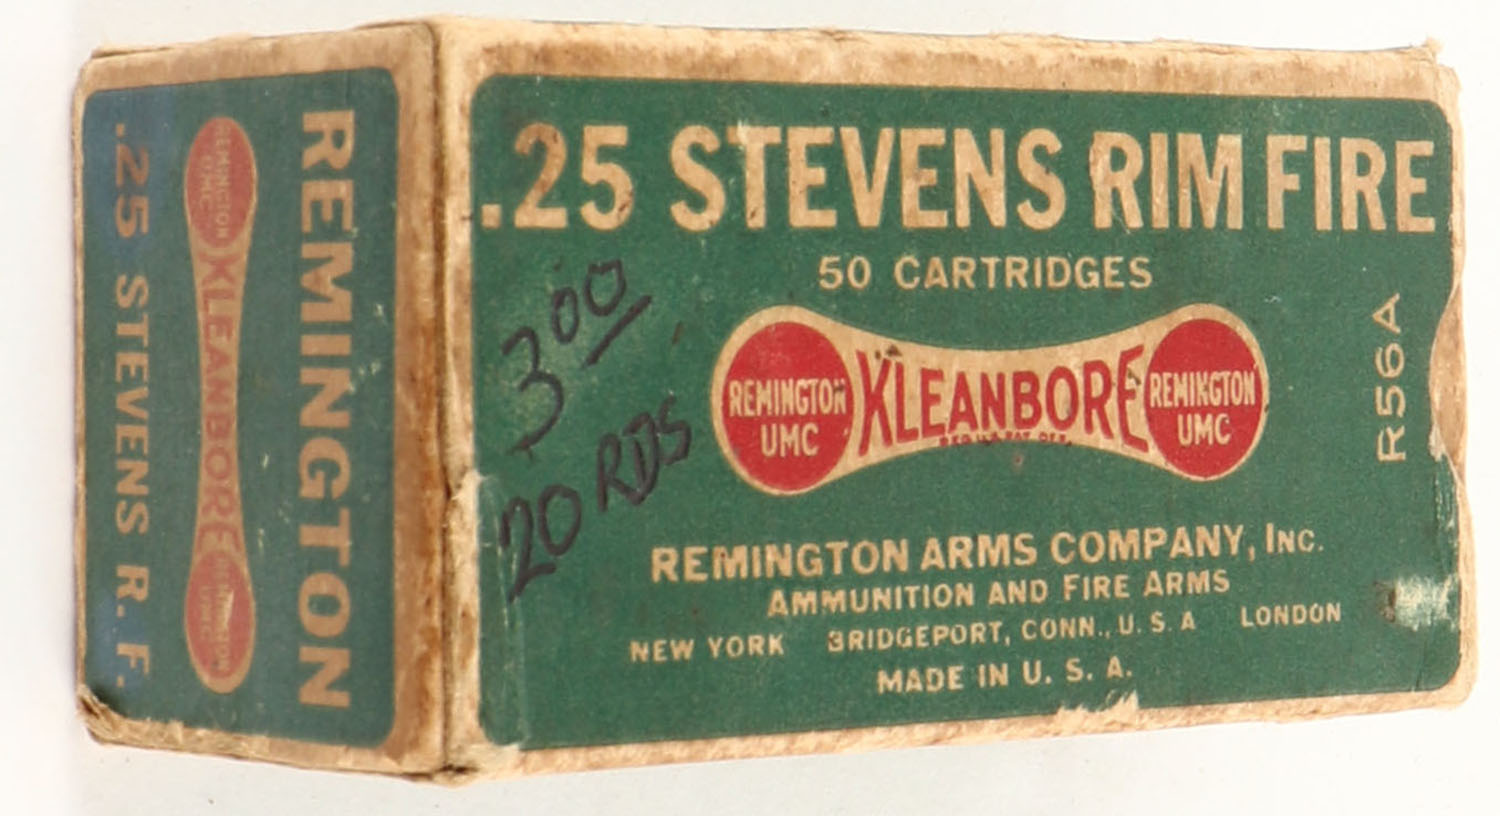 REMINGTON
REMINGTON
UMC
KLEANBORE
REMINGTON
UMC
.25 STEVENS R. F.
.25 STEVENS RIM FIRE
50 CARTRIDGES
3 00
20 RDS
REMINGTON
UMC
KLEANBORE
REMINGTON
UMC
R56A
REMINGTON ARMS COMPANY, INC.
AMMUNITION AND FIRE ARMS
NEW YORK BRIDGEPORT, CONN., U. S. A LONDON
MADE IN U. S. A.